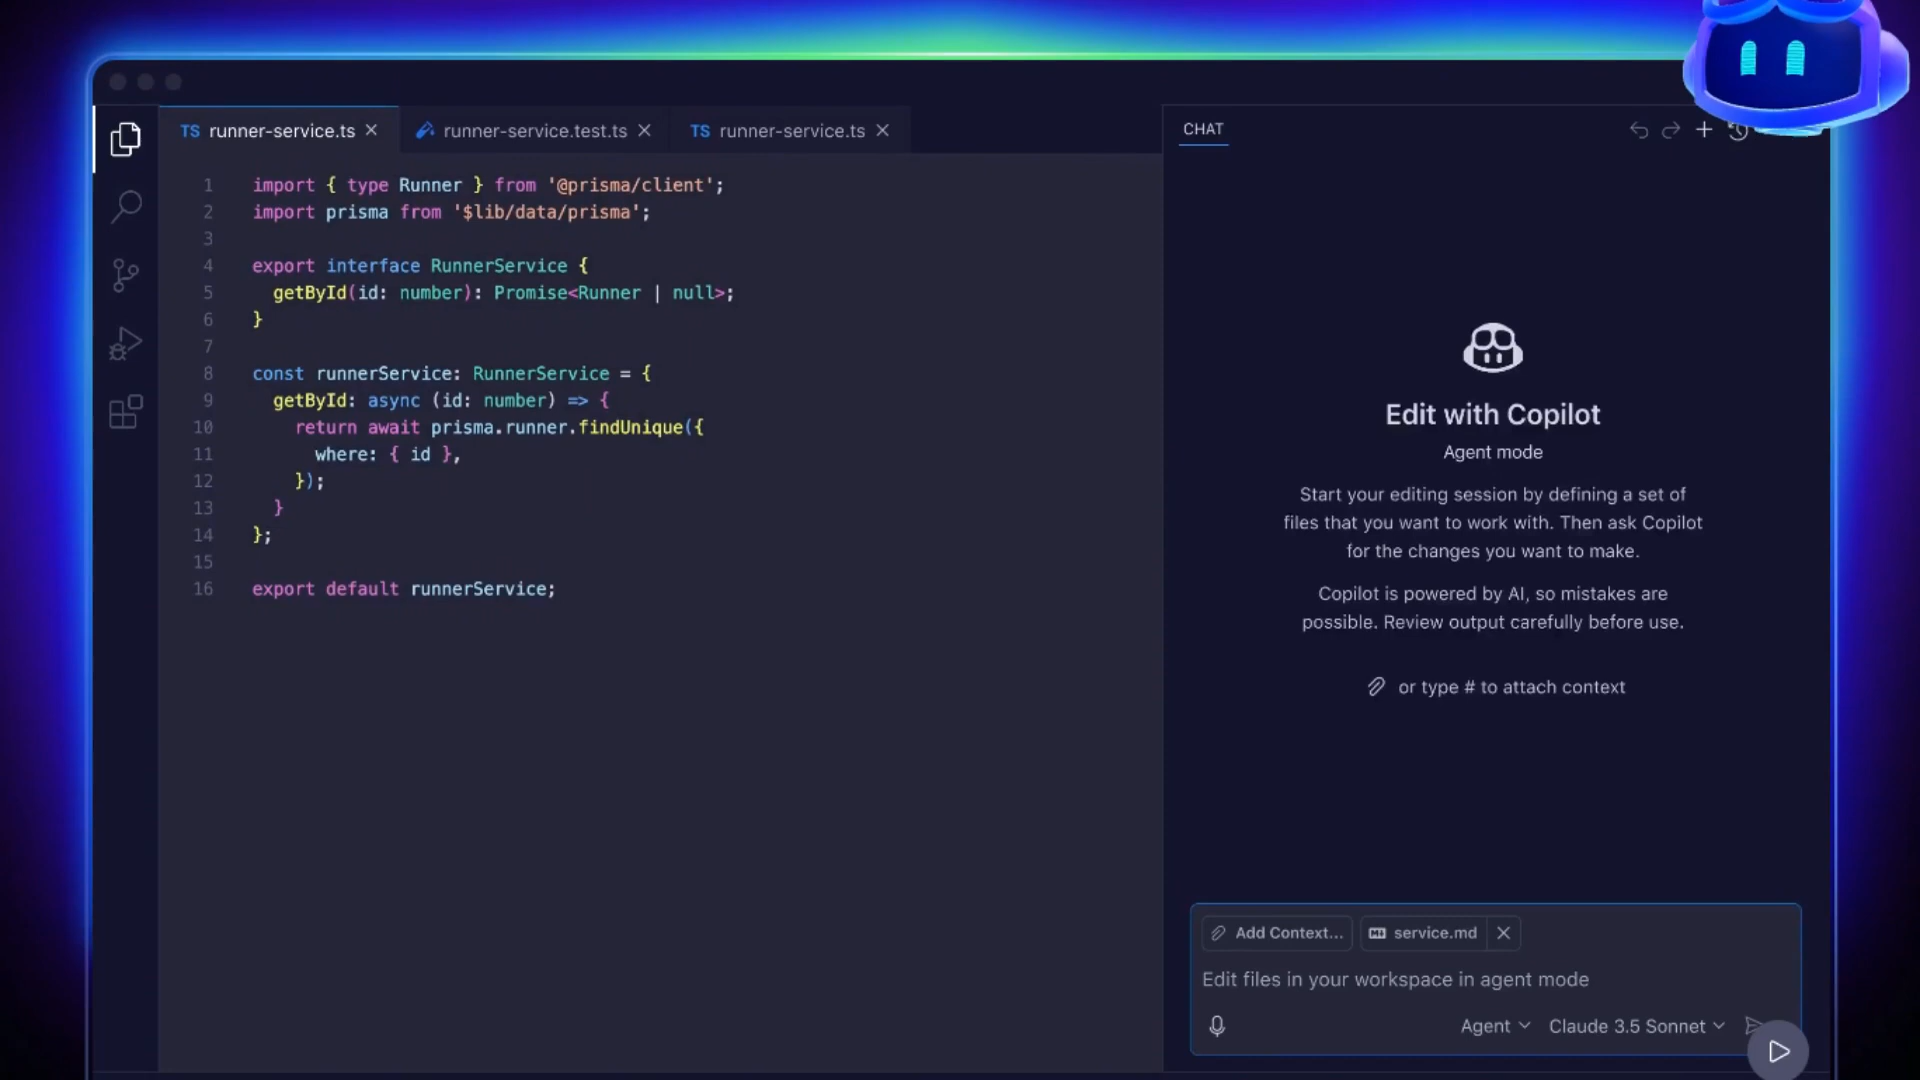 TS runner-service.ts
runner-service.test.ts
TS runner-service.ts
1 import { type Runner } from '@prisma/client';
2 import prisma from '$lib/data/prisma';
3
4 export interface RunnerService {
5 getById(id: number): Promise<Runner | null>;
6 }
7
8 const runnerService: RunnerService = {
9 getById: async (id: number) => {
10 return await prisma.runner.findUnique({
11 where: { id },
12 });
13 }
14 };
15
16 export default runnerService;
CHAT
Edit with Copilot
Agent mode
Start your editing session by defining a set of
files that you want to work with. Then ask Copilot
for the changes you want to make.
Copilot is powered by AI, so mistakes are
possible. Review output carefully before use.
or type # to attach context
Add Context...
service.md
Edit files in your workspace in agent mode
Agent
Claude 3.5 Sonnet